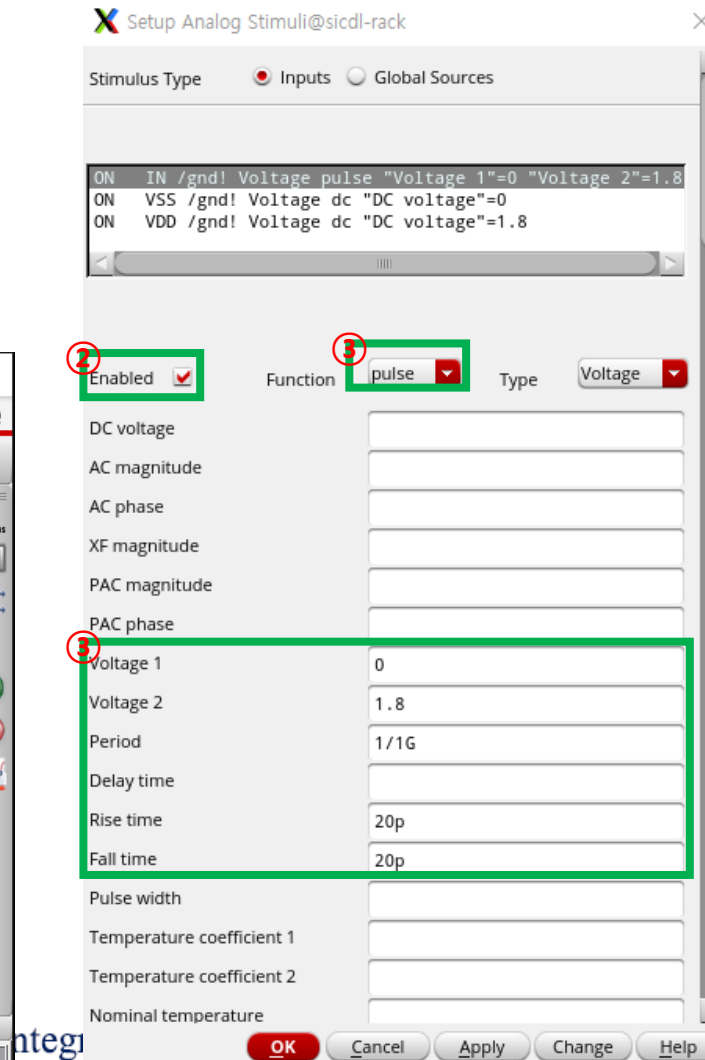 Setup Analog Stimuli@sicdl-rack
Stimulus Type Inputs Global Sources
ON IN /gnd! Voltage pulse "Voltage 1"=0 "Voltage 2"=1.8
ON VSS /gnd! Voltage dc "DC voltage"=0
ON VDD /gnd! Voltage dc "DC voltage"=1.8
② ③
Enabled Function pulse Type Voltage
DC voltage
AC magnitude
AC phase
XF magnitude
PAC magnitude
PAC phase
③
Voltage 1 0
Voltage 2 1.8
Period 1/1G
Delay time
Rise time 20p
Fall time 20p
Pulse width
Temperature coefficient 1
Temperature coefficient 2
Nominal temperature
OK Cancel Apply Change Help